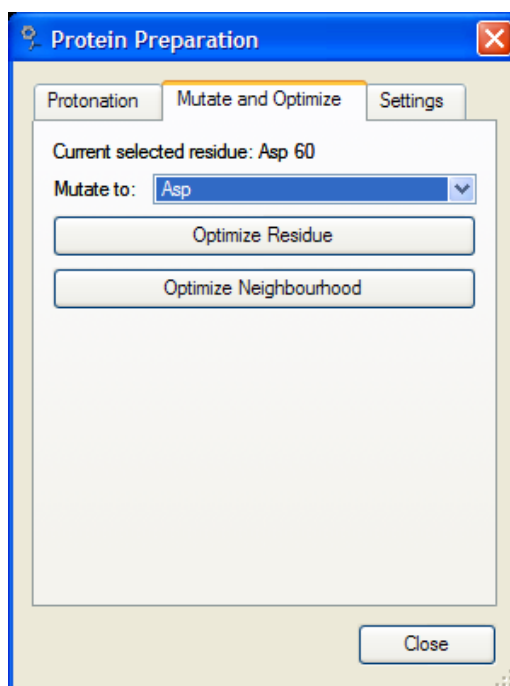 Protein Preparation
Protonation Mutate and Optimize Settings
Current selected residue: Asp 60
Mutate to: Asp
Optimize Residue
Optimize Neighbourhood
Close